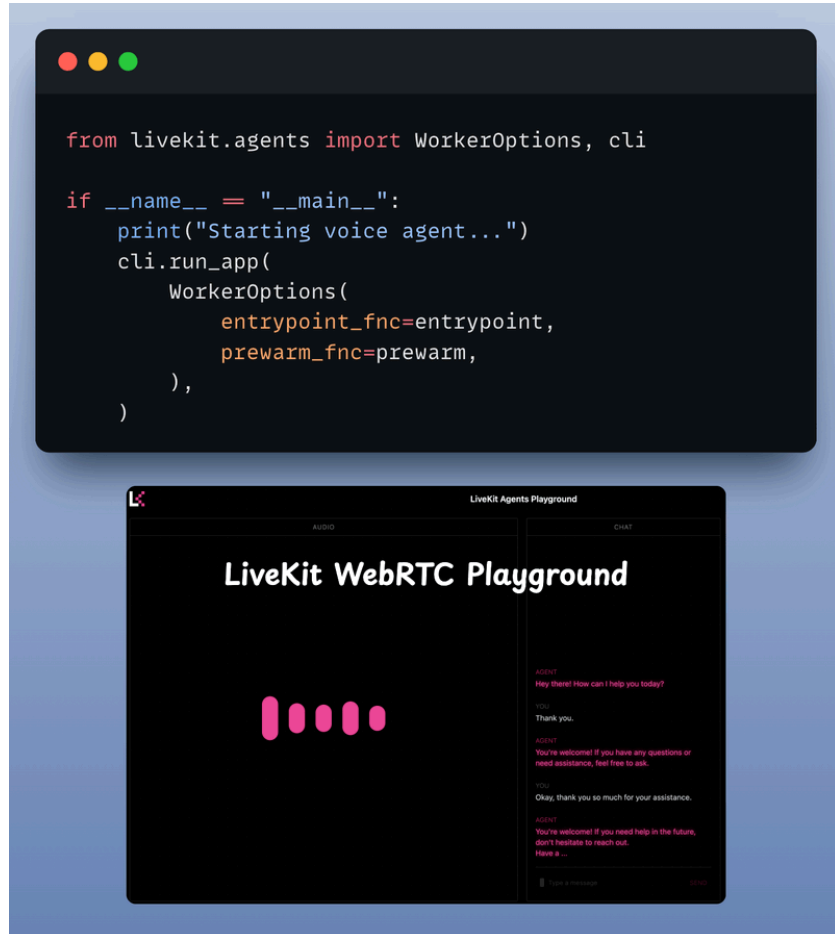 from livekit.agents import WorkerOptions, cli
if __name__ == "__main__":
    print("Starting voice agent...")
    cli.run_app(
        WorkerOptions(
            entrypoint_fnc=entrypoint,
            prewarm_fnc=prewarm,
        ),
    )
LiveKit Agents Playground
AUDIO
CHAT
LiveKit WebRTC Playground
AGENT
Hey there! How can I help you today?
YOU
Thank you.
AGENT
You're welcome! If you have any questions or
need assistance, feel free to ask.
YOU
Okay, thank you so much for your assistance.
AGENT
You're welcome! If you need help in the future,
don't hesitate to reach out.
Have a ...
Type a message
SEND